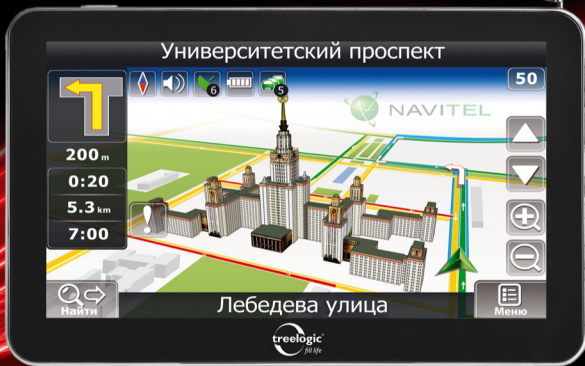 Университетский проспект
50
6
5
NAVITEL
200 m
0:20
5.3 km
7:00
Найти
Лебедева улица
Меню
treelogic
fill life